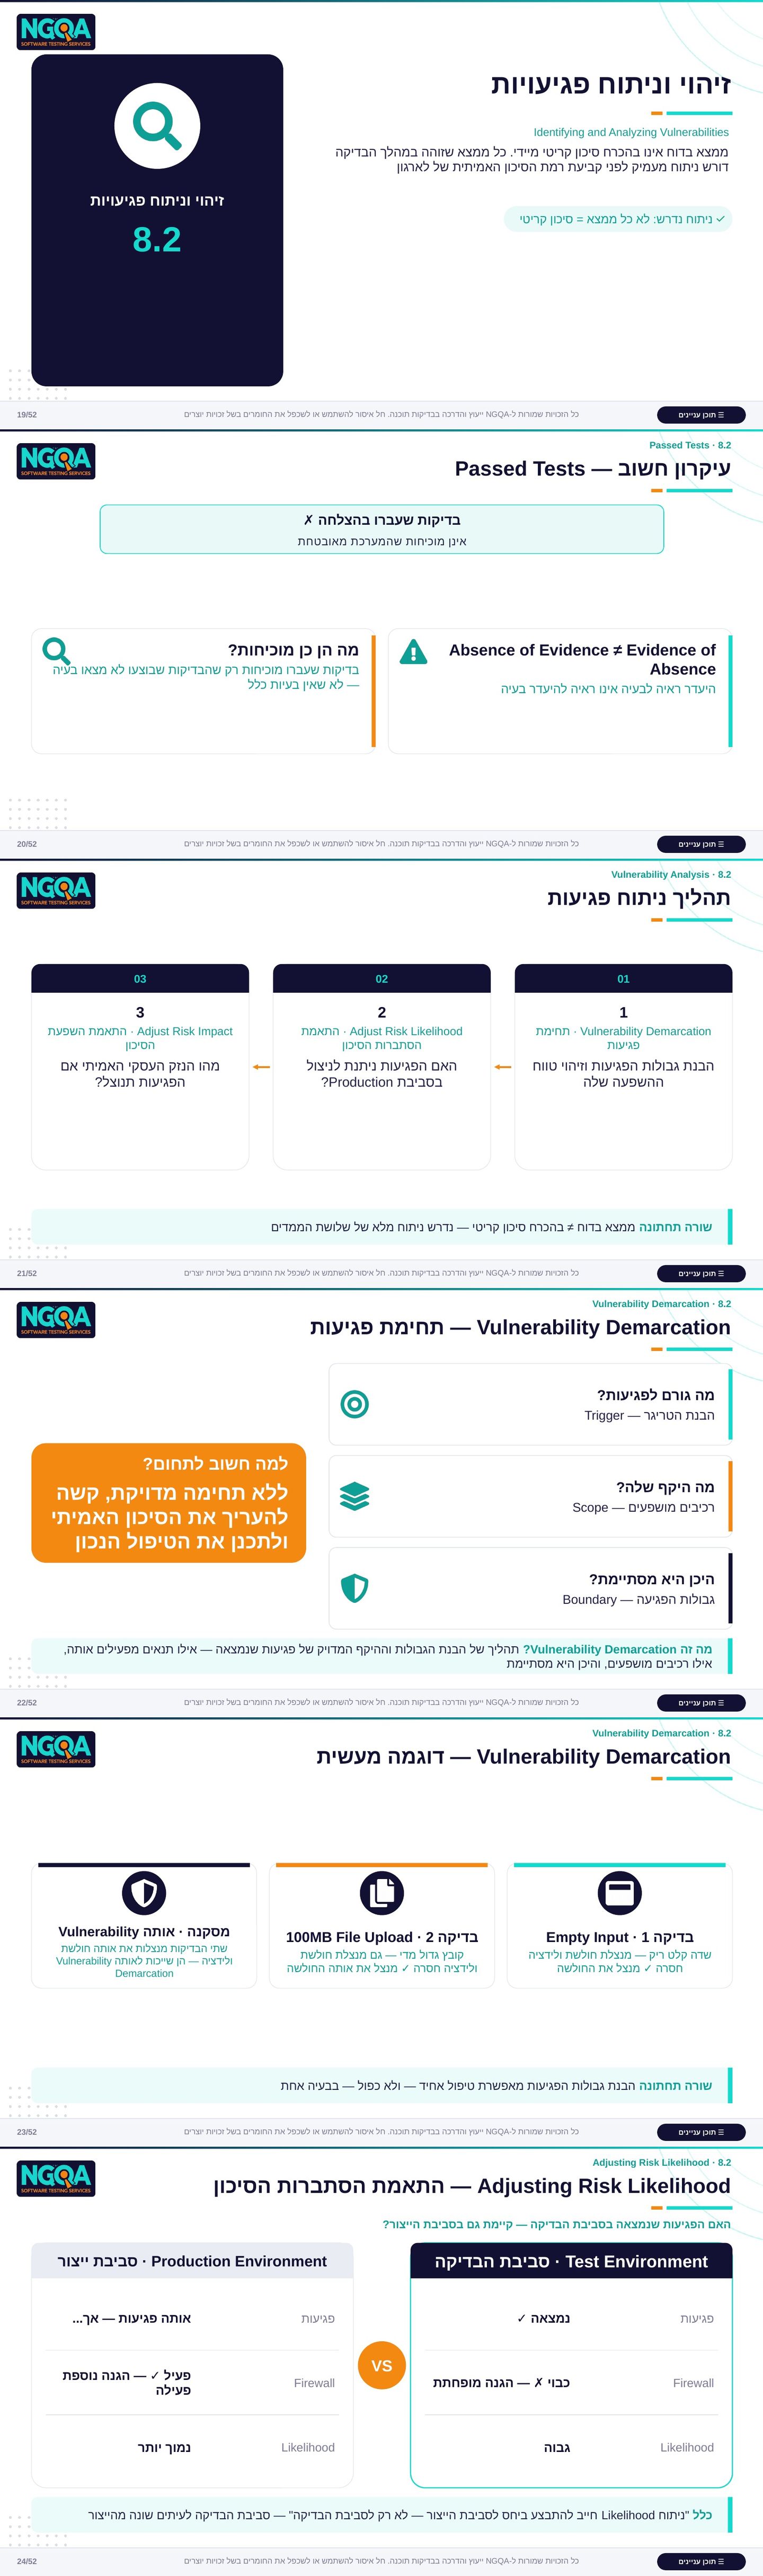 NGQA
SOFTWARE TESTING SERVICES
זיהוי וניתוח פגיעויות
Identifying and Analyzing Vulnerabilities
ממצא בדוח אינו בהכרח סיכון קריטי מיידי. כל ממצא שזוהה במהלך הבדיקה
דורש ניתוח מעמיק לפני קביעת רמת הסיכון האמיתית של לארגון
✓ ניתוח נדרש: לא כל ממצא = סיכון קריטי
זיהוי וניתוח פגיעויות
8.2
☰ תוכן עניינים
כל הזכויות שמורות ל-NGQA ייעוץ והדרכה בבדיקות תוכנה. חל איסור להשתמש או לשכפל את החומרים בשל זכויות יוצרים
19/52
NGQA
SOFTWARE TESTING SERVICES
8.2 · Passed Tests
עיקרון חשוב — Passed Tests
בדיקות שעברו בהצלחה ✗
אינן מוכיחות שהמערכת מאובטחת
Absence of Evidence ≠ Evidence of
Absence
היעדר ראיה לבעיה אינו ראיה להיעדר בעיה
מה הן כן מוכיחות?
בדיקות שעברו מוכיחות רק שהבדיקות שבוצעו לא מצאו בעיה
— לא שאין בעיות כלל
☰ תוכן עניינים
כל הזכויות שמורות ל-NGQA ייעוץ והדרכה בבדיקות תוכנה. חל איסור להשתמש או לשכפל את החומרים בשל זכויות יוצרים
20/52
NGQA
SOFTWARE TESTING SERVICES
8.2 · Vulnerability Analysis
תהליך ניתוח פגיעות
01
1
Vulnerability Demarcation · תחימת
פגיעות
הבנת גבולות הפגיעות וזיהוי טווח
ההשפעה שלה
02
2
Adjust Risk Likelihood · התאמת
הסתברות הסיכון
האם הפגיעות ניתנת לניצול
בסביבת Production?
03
3
Adjust Risk Impact · התאמת השפעת
הסיכון
מהו הנזק העסקי האמיתי אם
הפגיעות תנוצל?
שורה תחתונה ממצא בדוח ≠ בהכרח סיכון קריטי — נדרש ניתוח מלא של שלושת הממדים
☰ תוכן עניינים
כל הזכויות שמורות ל-NGQA ייעוץ והדרכה בבדיקות תוכנה. חל איסור להשתמש או לשכפל את החומרים בשל זכויות יוצרים
21/52
NGQA
SOFTWARE TESTING SERVICES
8.2 · Vulnerability Demarcation
Vulnerability Demarcation — תחימת פגיעות
מה גורם לפגיעות?
הבנת הטריגר — Trigger
מה היקף שלה?
רכיבים מושפעים — Scope
היכן היא מסתיימת?
גבולות הפגיעה — Boundary
למה חשוב לתחום?
ללא תחימה מדויקת, קשה
להעריך את הסיכון האמיתי
ולתכנן את הטיפול הנכון
מה זה Vulnerability Demarcation? תהליך של הבנת הגבולות וההיקף המדויק של פגיעות שנמצאה — אילו תנאים מפעילים אותה,
אילו רכיבים מושפעים, והיכן היא מסתיימת
☰ תוכן עניינים
כל הזכויות שמורות ל-NGQA ייעוץ והדרכה בבדיקות תוכנה. חל איסור להשתמש או לשכפל את החומרים בשל זכויות יוצרים
22/52
NGQA
SOFTWARE TESTING SERVICES
8.2 · Vulnerability Demarcation
Vulnerability Demarcation — דוגמה מעשית
בדיקה 1 · Empty Input
שדה קלט ריק — מנצלת חולשת ולידציה
חסרה ✓ מנצל את החולשה
בדיקה 2 · 100MB File Upload
קובץ גדול מדי — גם מנצלת חולשת
ולידציה חסרה ✓ מנצל את אותה החולשה
מסקנה · אותה Vulnerability
שתי הבדיקות מנצלות את אותה חולשת
ולידציה — הן שייכות לאותה Vulnerability
Demarcation
שורה תחתונה הבנת גבולות הפגיעות מאפשרת טיפול אחיד — ולא כפול — בבעיה אחת
☰ תוכן עניינים
כל הזכויות שמורות ל-NGQA ייעוץ והדרכה בבדיקות תוכנה. חל איסור להשתמש או לשכפל את החומרים בשל זכויות יוצרים
23/52
NGQA
SOFTWARE TESTING SERVICES
8.2 · Adjusting Risk Likelihood
Adjusting Risk Likelihood — התאמת הסתברות הסיכון
האם הפגיעות שנמצאה בסביבת הבדיקה — קיימת גם בסביבת הייצור?
Test Environment · סביבת הבדיקה
פגיעות
נמצאה ✓
Firewall
כבוי ✗ — הגנה מופחתת
Likelihood
גבוה
VS
Production Environment · סביבת ייצור
פגיעות
אותה פגיעות — אך...
Firewall
פעיל ✓ — הגנה נוספת
פעילה
Likelihood
נמוך יותר
כלל "ניתוח Likelihood חייב להתבצע ביחס לסביבת הייצור — לא רק לסביבת הבדיקה" — סביבת הבדיקה לעיתים שונה מהייצור
☰ תוכן עניינים
כל הזכויות שמורות ל-NGQA ייעוץ והדרכה בבדיקות תוכנה. חל איסור להשתמש או לשכפל את החומרים בשל זכויות יוצרים
24/52